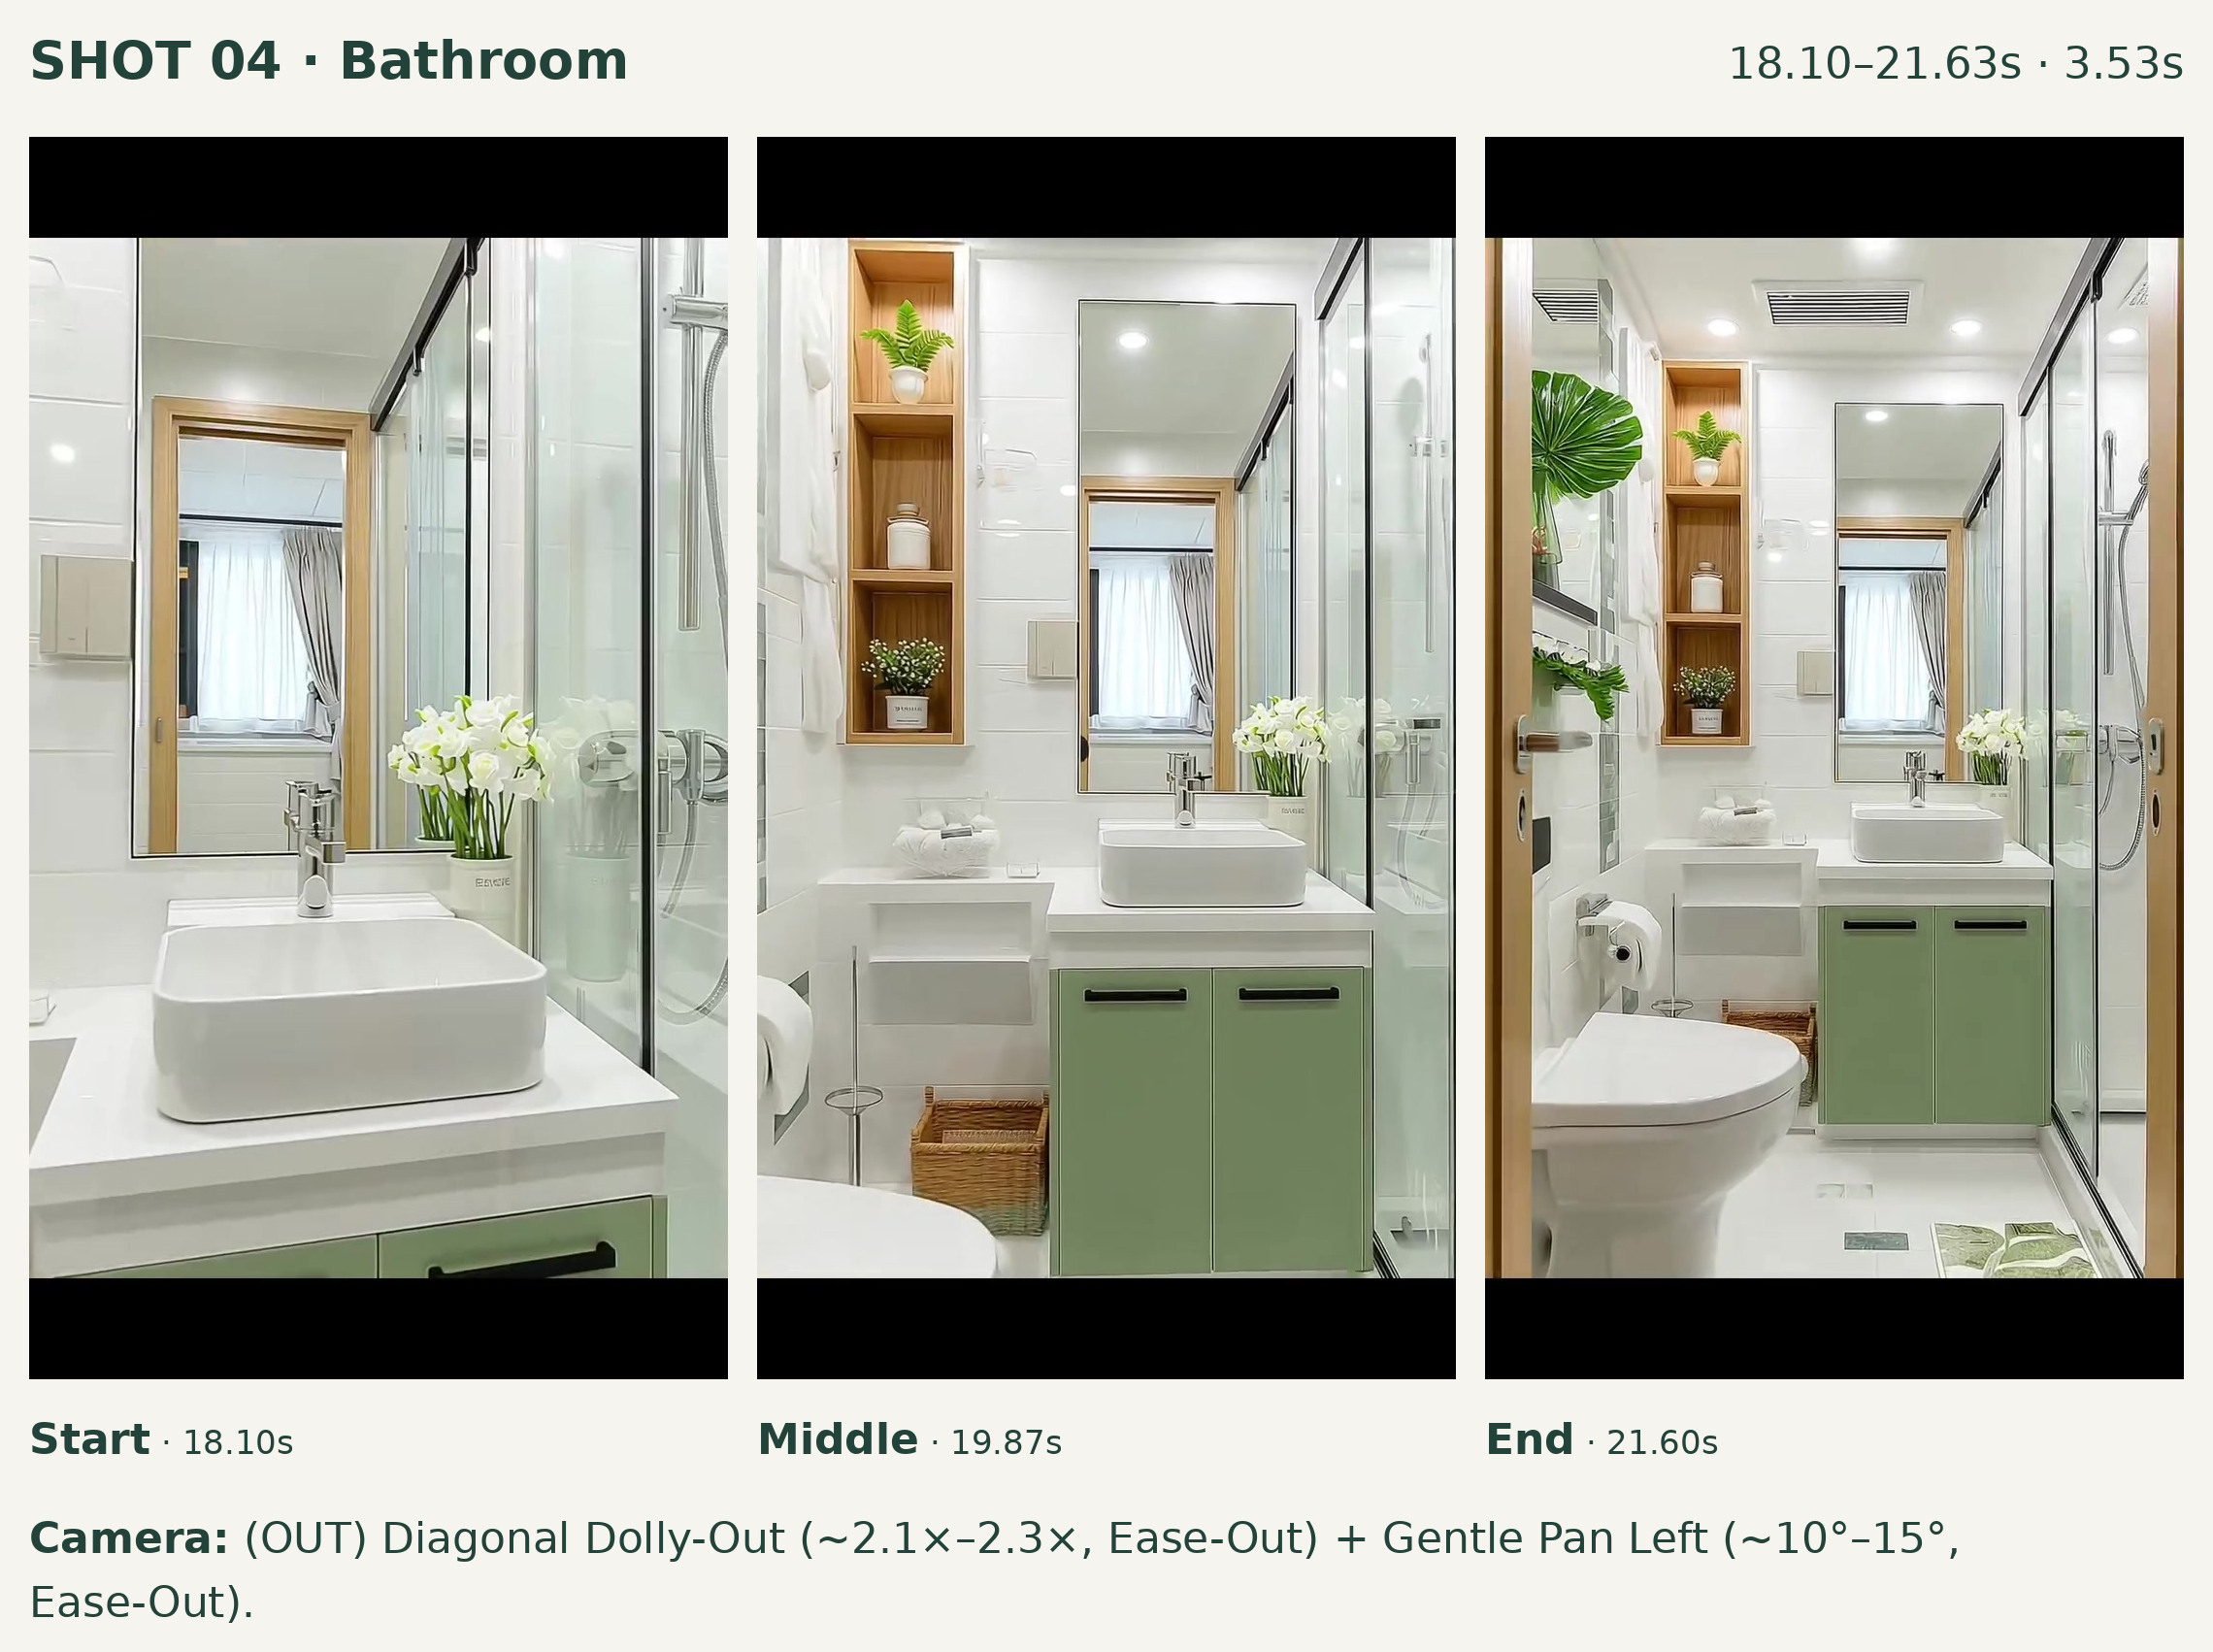 SHOT 04 · Bathroom
18.10–21.63s · 3.53s
Start · 18.10s
Middle · 19.87s
End · 21.60s
Camera: (OUT) Diagonal Dolly-Out (~2.1×–2.3×, Ease-Out) + Gentle Pan Left (~10°–15°,
Ease-Out).